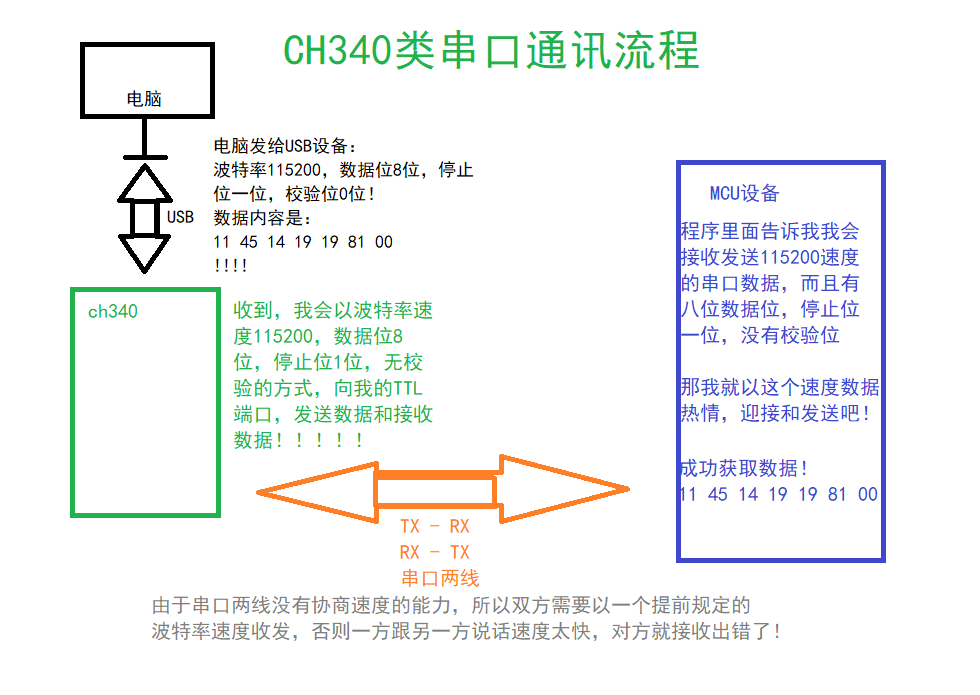 CH340类串口通讯流程
电脑
电脑发给USB设备：
波特率115200，数据位8位，停止
位一位，校验位0位！
USB
数据内容是：
11 45 14 19 19 81 00
!!!!
ch340
收到，我会以波特率速
度115200，数据位8
位，停止位1位，无校
验的方式，向我的TTL
端口，发送数据和接收
数据！！！！！
MCU设备
程序里面告诉我我会
接收发送115200速度
的串口数据，而且有
八位数据位，停止位
一位，没有校验位
那我就以这个速度数据
热情，迎接和发送吧！
成功获取数据！
11 45 14 19 19 81 00
TX - RX
RX - TX
串口两线
由于串口两线没有协商速度的能力，所以双方需要以一个提前规定的
波特率速度收发，否则一方跟另一方说话速度太快，对方就接收出错了！